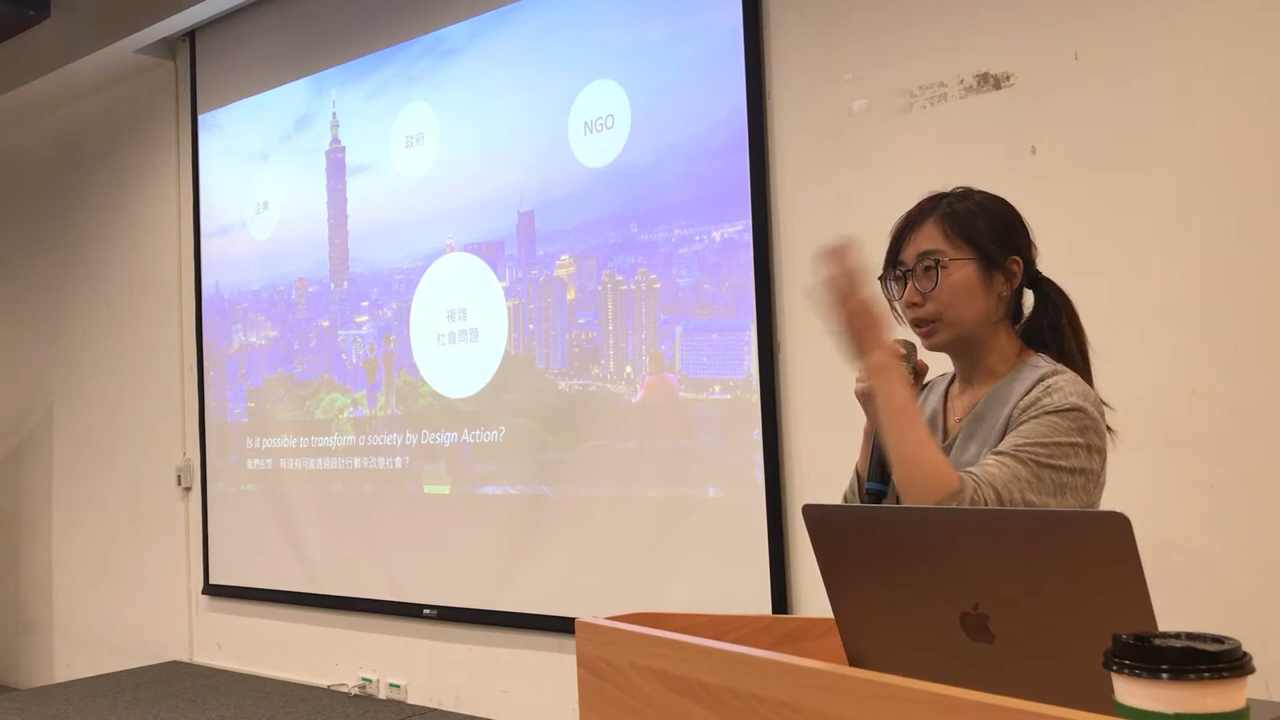 政府
NGO
企業
複雜
社會問題
Is it possible to transform a society by Design Action?
我們在想，有沒有可能透過設計行動來改變社會？